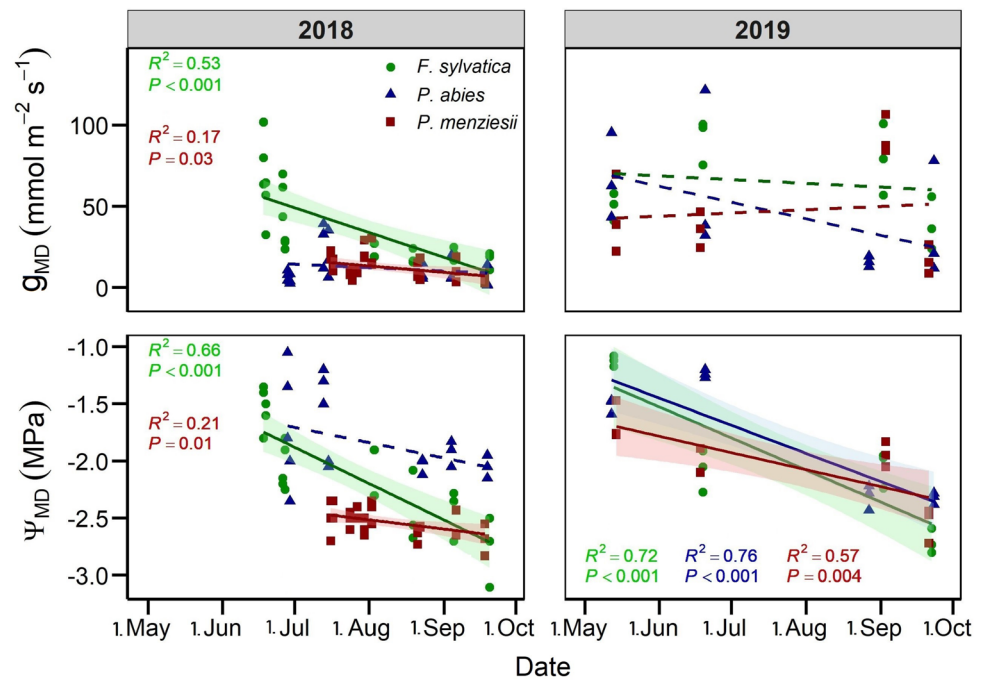 2018
2019
R² = 0.53
P < 0.001
R² = 0.17
P = 0.03
F. sylvatica
P. abies
P. menziesii
gMD (mmol m⁻² s⁻¹)
100
50
0
R² = 0.66
P < 0.001
R² = 0.21
P = 0.01
ΨMD (MPa)
-1.0
-1.5
-2.0
-2.5
-3.0
R² = 0.72
P < 0.001
R² = 0.76
P < 0.001
R² = 0.57
P = 0.004
1.May 1.Jun 1.Jul 1.Aug 1.Sep 1.Oct
1.May 1.Jun 1.Jul 1.Aug 1.Sep 1.Oct
Date